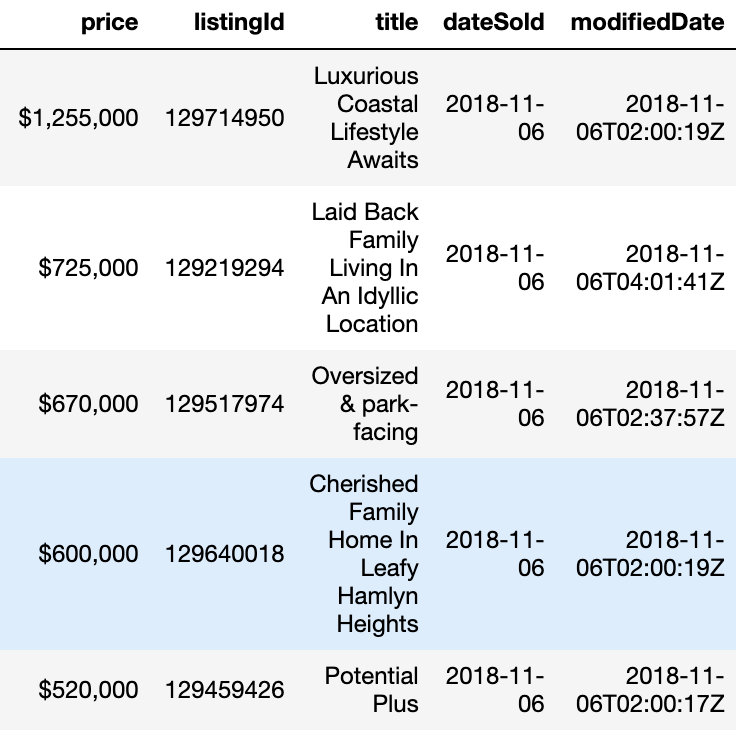 price listingId title dateSold modifiedDate
$1,255,000 129714950 Luxurious Coastal Lifestyle Awaits 2018-11-06 2018-11-06T02:00:19Z
$725,000 129219294 Laid Back Family Living In An Idyllic Location 2018-11-06 2018-11-06T04:01:41Z
$670,000 129517974 Oversized & park-facing 2018-11-06 2018-11-06T02:37:57Z
$600,000 129640018 Cherished Family Home In Leafy Hamlyn Heights 2018-11-06 2018-11-06T02:00:19Z
$520,000 129459426 Potential Plus 2018-11-06 2018-11-06T02:00:17Z